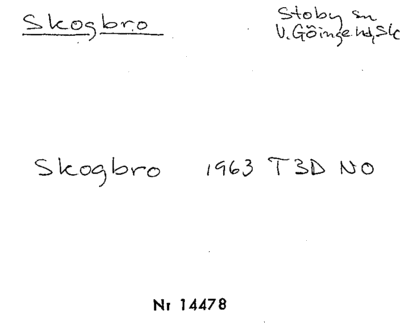 Skogbro
Stoby sn
V. Göinge hd, Sk
Skogbro 1963 T3D NO
Nr 14478